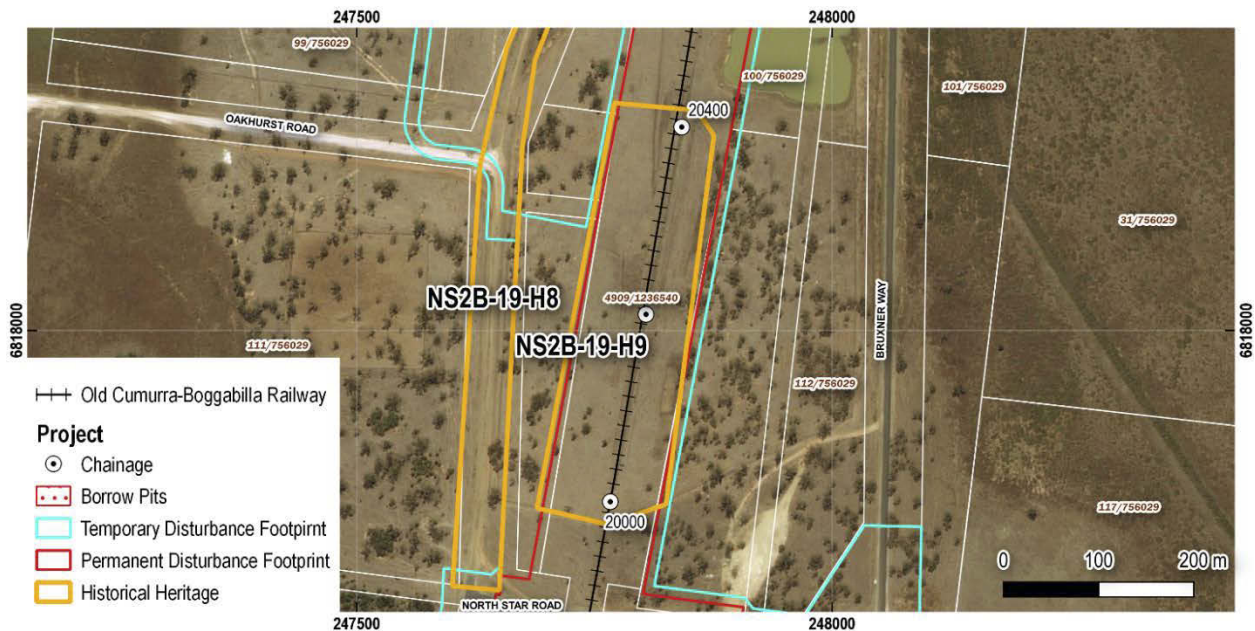 247500
248000
99/756029
100/756029
101/756029
20400
OAKHURST ROAD
31/756029
NS2B-19-H8
4909/1236540
6818000
NS2B-19-H9
BRUXNER WAY
6818000
111/756029
112/756029
Old Cumurra-Boggabilla Railway
Project
Chainage
Borrow Pits
Temporary Disturbance Footpirnt
Permanent Disturbance Footprint
Historical Heritage
20000
117/756029
0 100 200 m
NORTH STAR ROAD
247500
248000